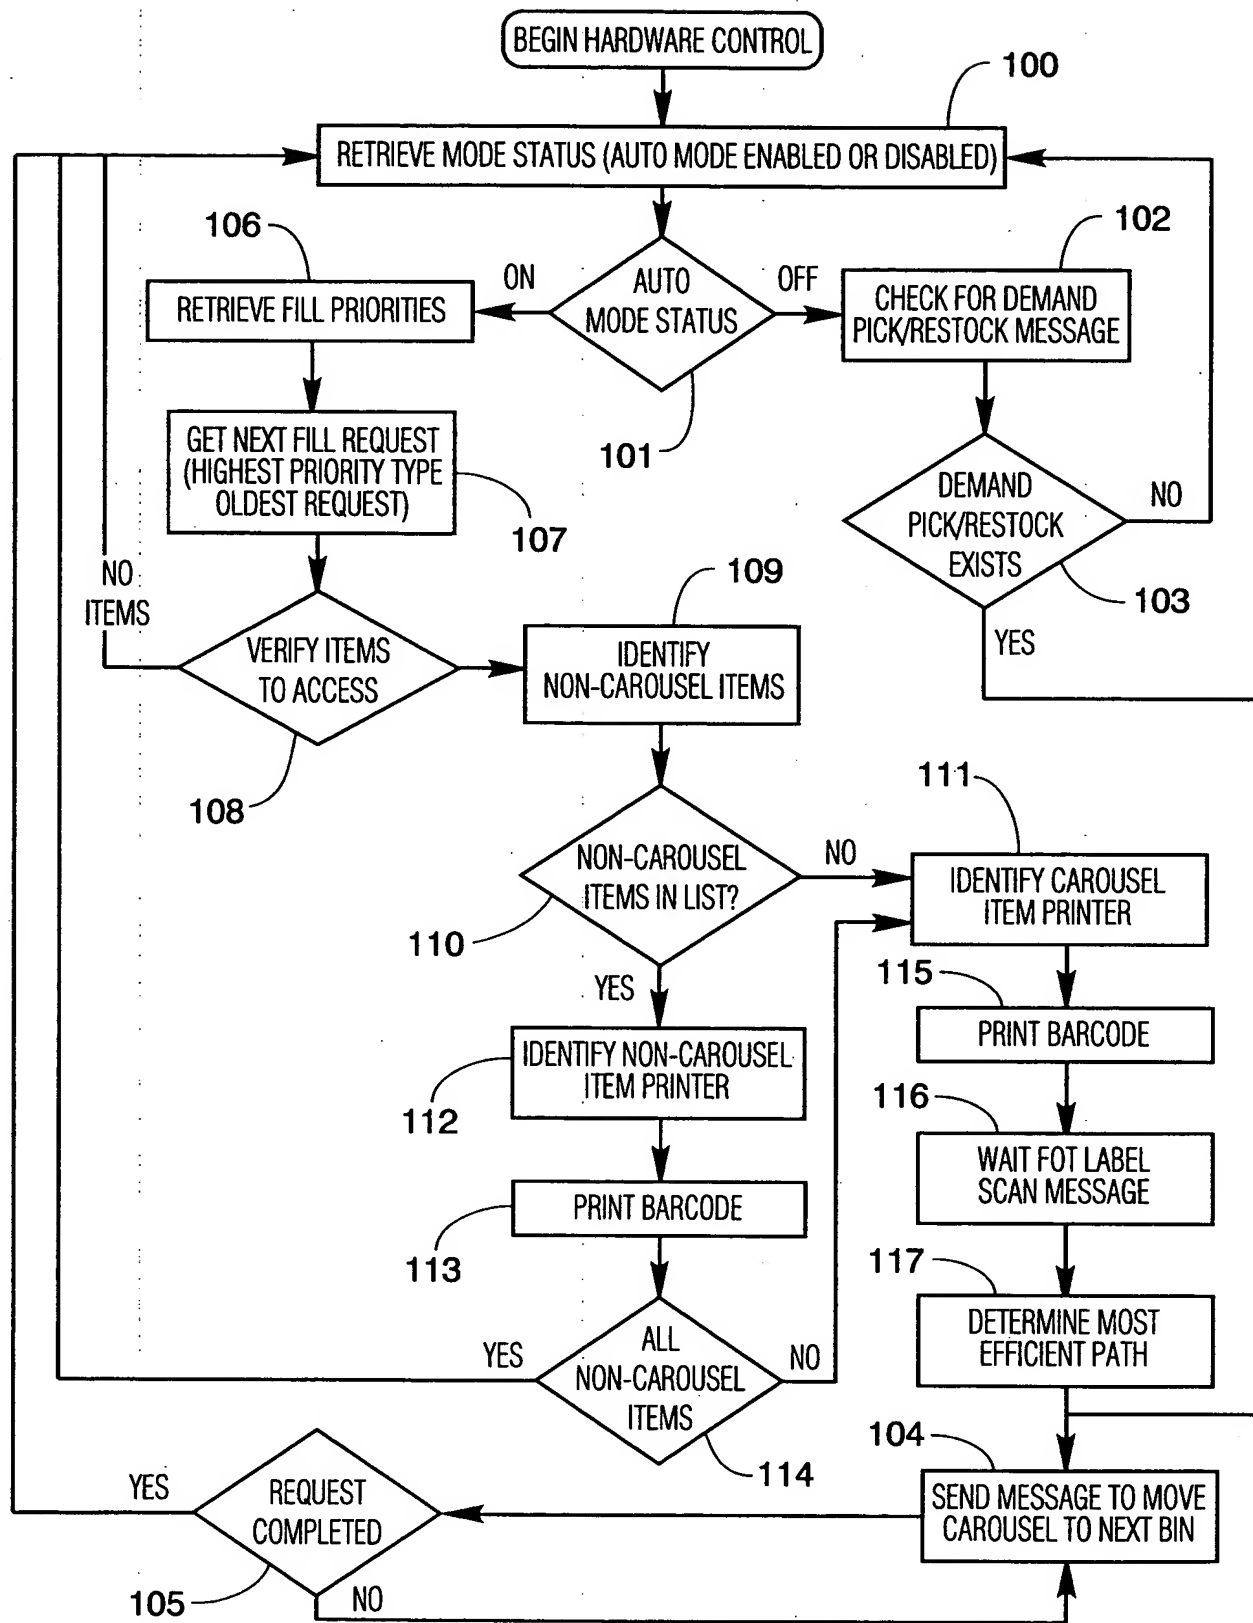 BEGIN HARDWARE CONTROL
100
RETRIEVE MODE STATUS (AUTO MODE ENABLED OR DISABLED)
106
102
ON
AUTO
MODE STATUS
OFF
RETRIEVE FILL PRIORITIES
CHECK FOR DEMAND
PICK/RESTOCK MESSAGE
101
GET NEXT FILL REQUEST
(HIGHEST PRIORITY TYPE
OLDEST REQUEST)
107
DEMAND
PICK/RESTOCK
EXISTS
NO
103
YES
NO
ITEMS
109
VERIFY ITEMS
TO ACCESS
108
IDENTIFY
NON-CAROUSEL ITEMS
111
NON-CAROUSEL
ITEMS IN LIST?
NO
110
YES
IDENTIFY CAROUSEL
ITEM PRINTER
115
PRINT BARCODE
IDENTIFY NON-CAROUSEL
ITEM PRINTER
112
116
WAIT FOT LABEL
SCAN MESSAGE
PRINT BARCODE
113
117
DETERMINE MOST
EFFICIENT PATH
YES
ALL
NON-CAROUSEL
ITEMS
NO
114
104
SEND MESSAGE TO MOVE
CAROUSEL TO NEXT BIN
YES
REQUEST
COMPLETED
105
NO